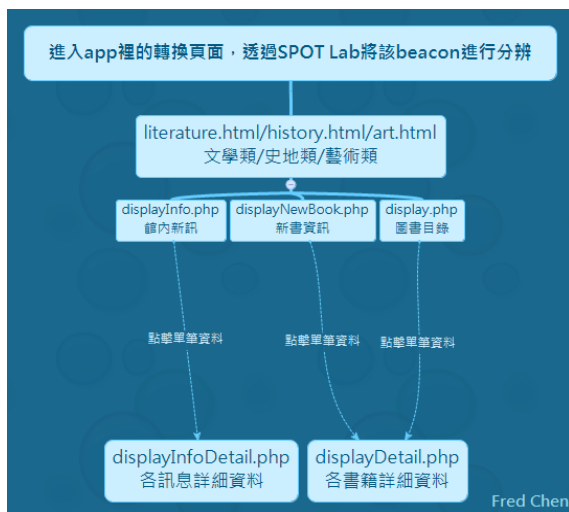 進入app裡的轉換頁面，透過SPOT Lab將該beacon進行分辨
literature.html/history.html/art.html
文學類/史地類/藝術類
displayInfo.php
館內新訊
displayNewBook.php
新書資訊
display.php
圖書目錄
點擊單筆資料
點擊單筆資料
點擊單筆資料
displayInfoDetail.php
各訊息詳細資料
displayDetail.php
各書籍詳細資料
Fred Chen